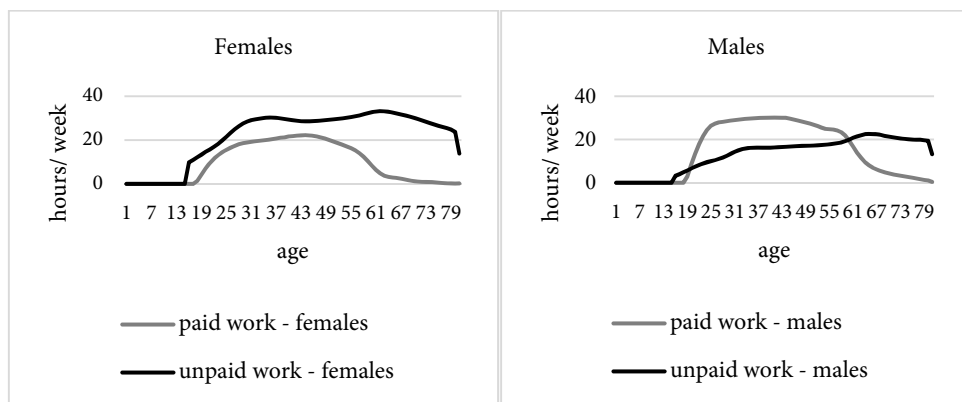 Females
40
20
0
hours/ week
1 7 13 19 25 31 37 43 49 55 61 67 73 79
age
paid work - females
unpaid work - females
Males
40
20
0
hours/ week
1 7 13 19 25 31 37 43 49 55 61 67 73 79
age
paid work - males
unpaid work - males